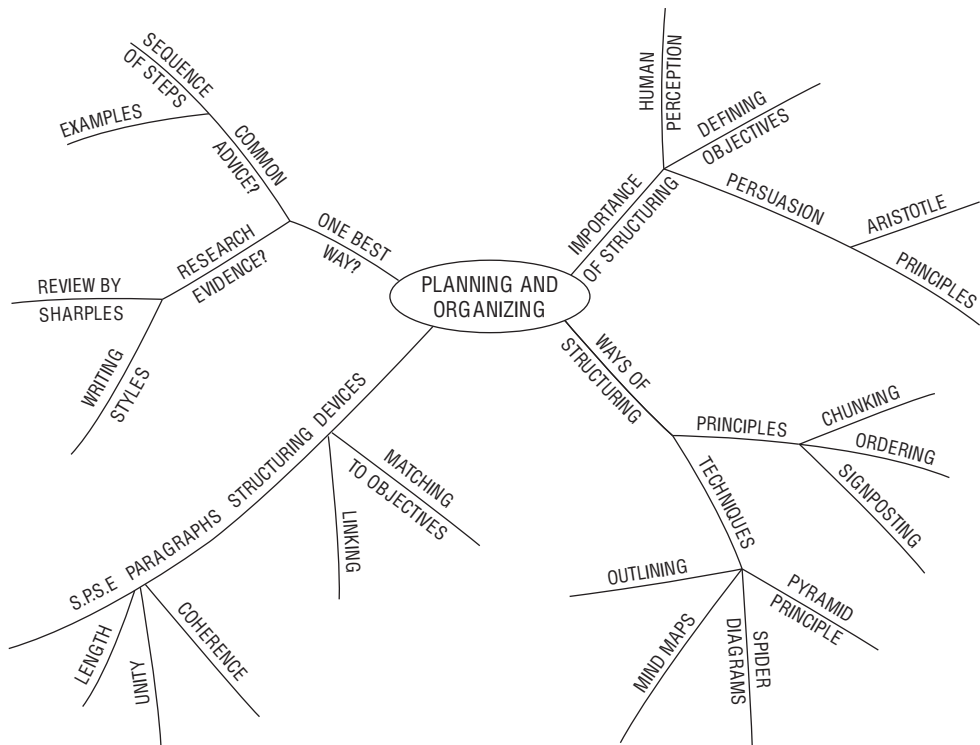 PLANNING AND
ORGANIZING
ONE BEST
WAY?
COMMON
ADVICE?
SEQUENCE
OF STEPS
EXAMPLES
RESEARCH
EVIDENCE?
REVIEW BY
SHARPLES
WRITING
STYLES
IMPORTANCE
OF STRUCTURING
HUMAN
PERCEPTION
DEFINING
OBJECTIVES
PERSUASION
ARISTOTLE
PRINCIPLES
WAYS OF
STRUCTURING
PRINCIPLES
CHUNKING
ORDERING
SIGNPOSTING
TECHNIQUES
OUTLINING
MIND MAPS
SPIDER
DIAGRAMS
PYRAMID
PRINCIPLE
STRUCTURING DEVICES
MATCHING
TO OBJECTIVES
LINKING
PARAGRAPHS
S.P.S.E
LENGTH
UNITY
COHERENCE